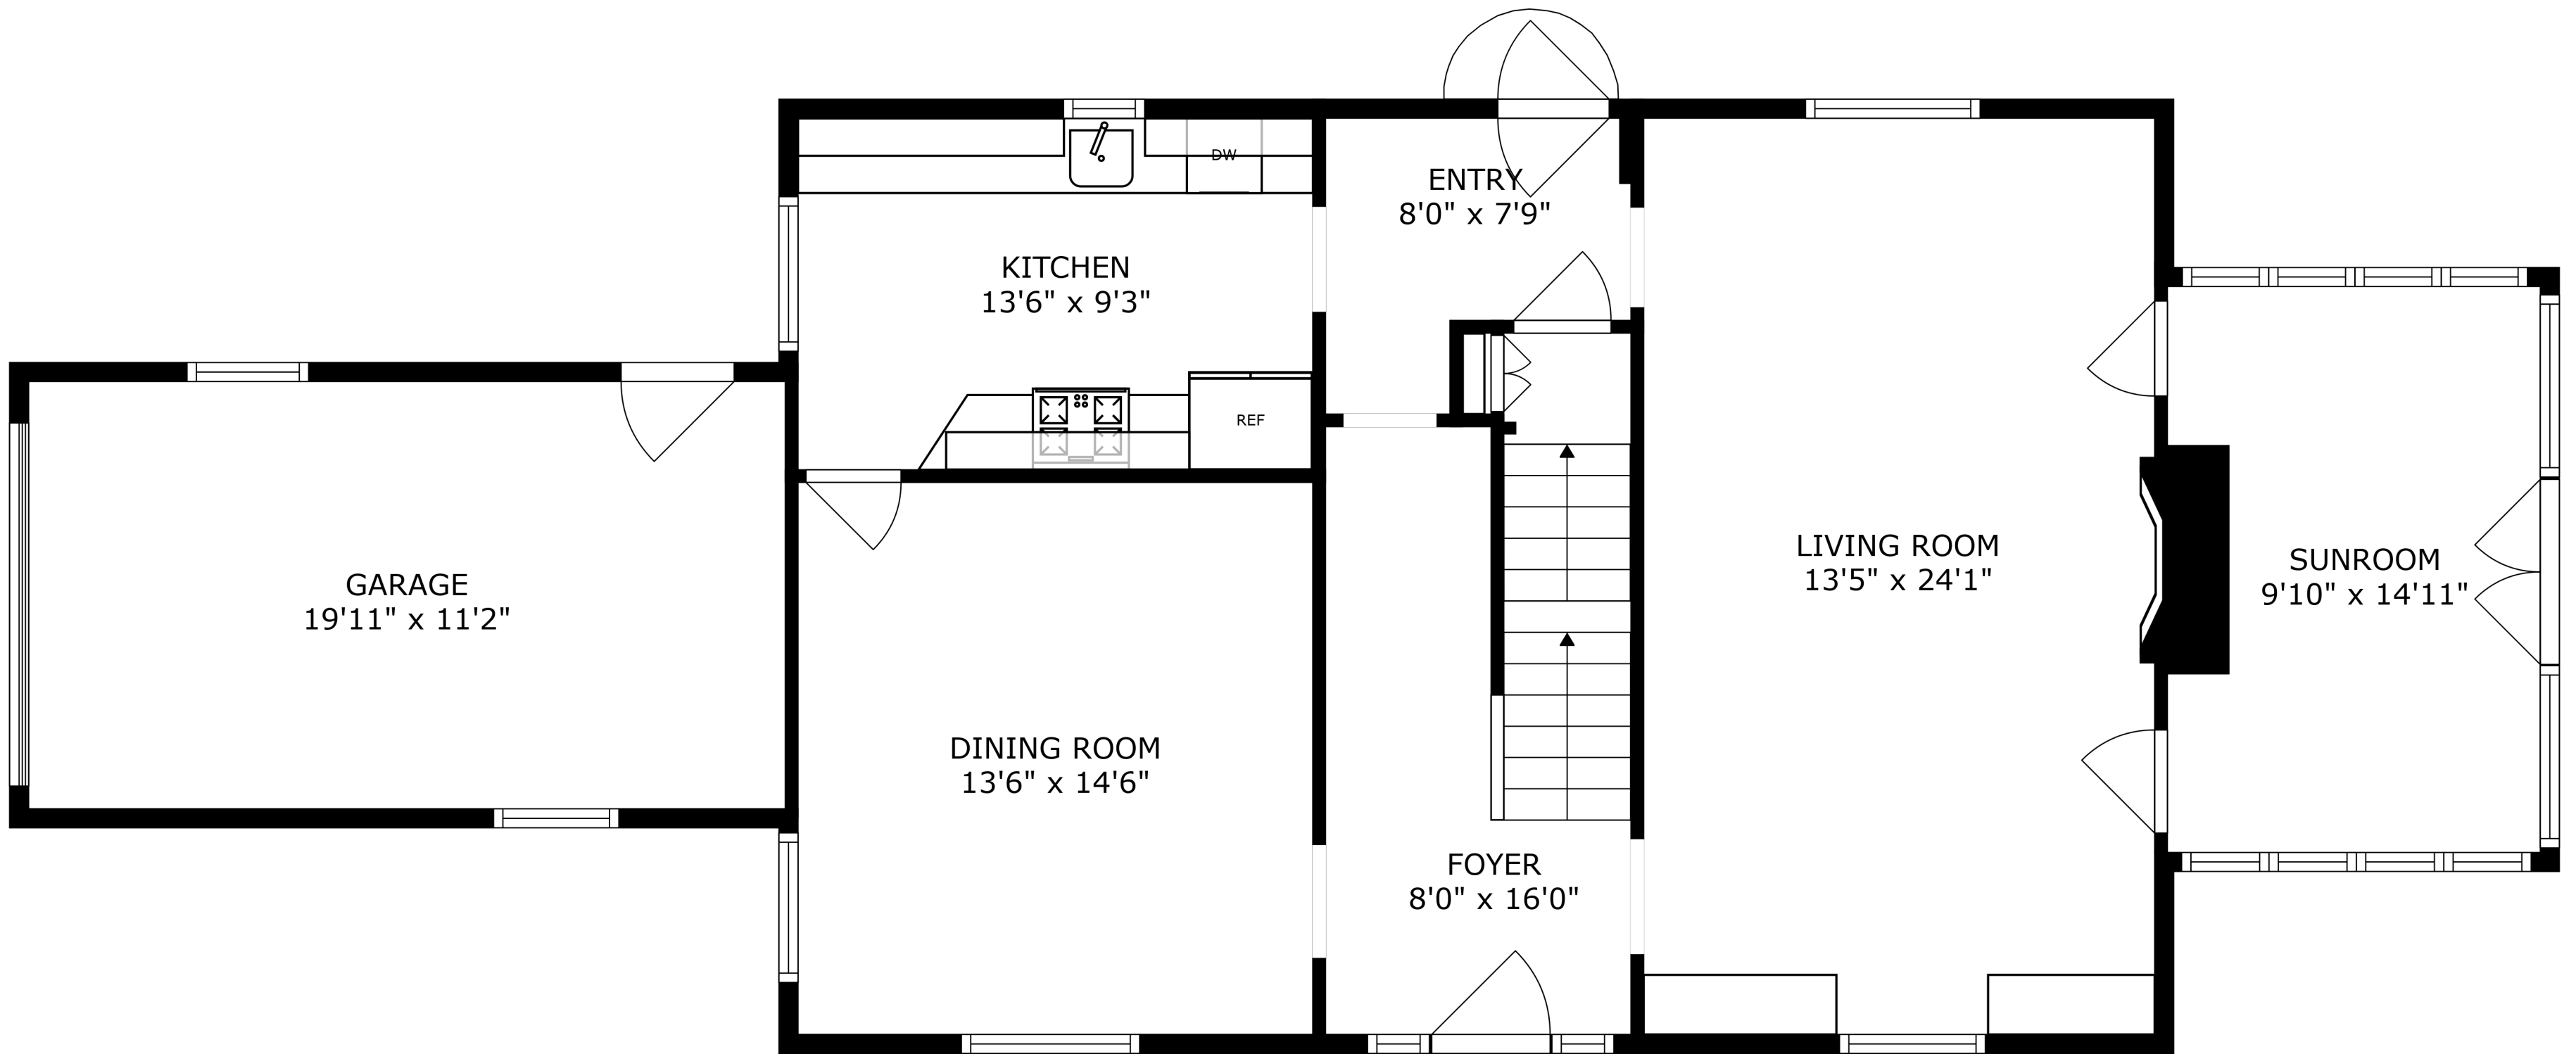 DW
ENTRY
8'0" x 7'9"
KITCHEN
13'6" x 9'3"
REF
LIVING ROOM
13'5" x 24'1"
SUNROOM
9'10" x 14'11"
GARAGE
19'11" x 11'2"
DINING ROOM
13'6" x 14'6"
FOYER
8'0" x 16'0"